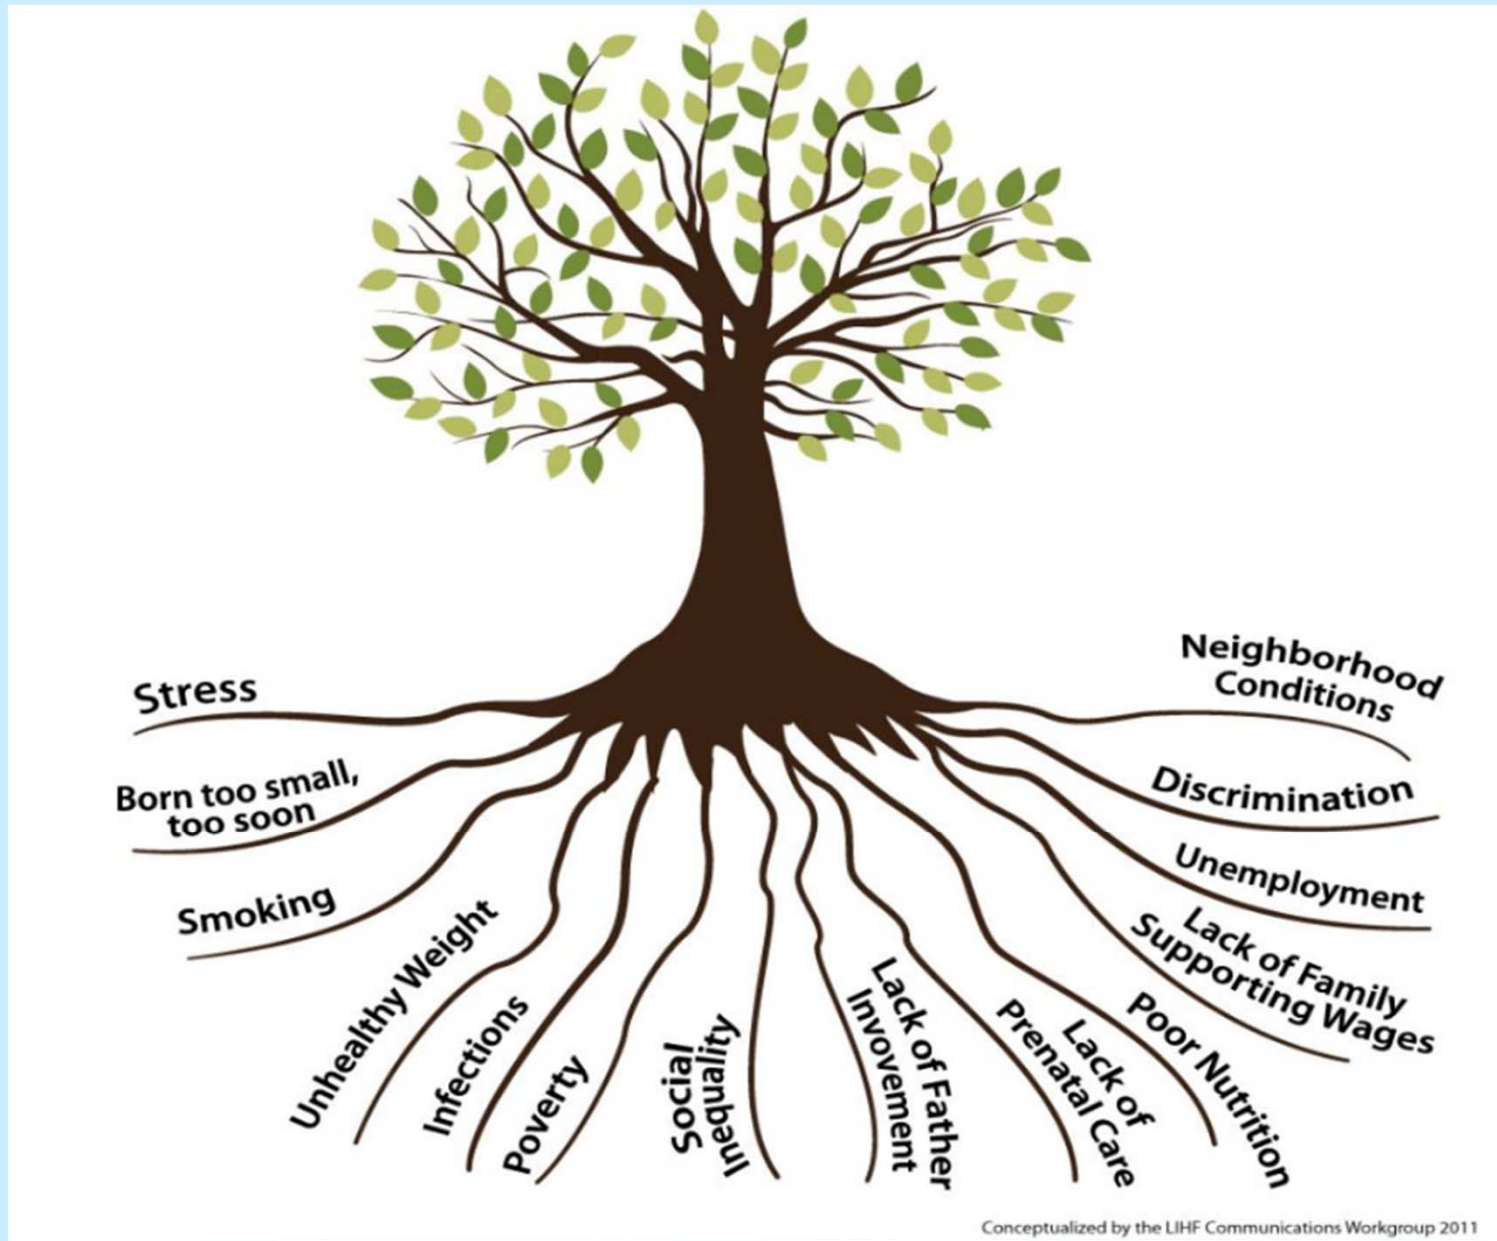 Stress
Born too small,
too soon
Smoking
Unhealthy Weight
Infections
Poverty
Social
Inequality
Lack of Father
Invovement
Lack of
Prenatal Care
Poor Nutrition
Lack of Family
Supporting Wages
Unemployment
Discrimination
Neighborhood
Conditions
Conceptualized by the LIHF Communications Workgroup 2011